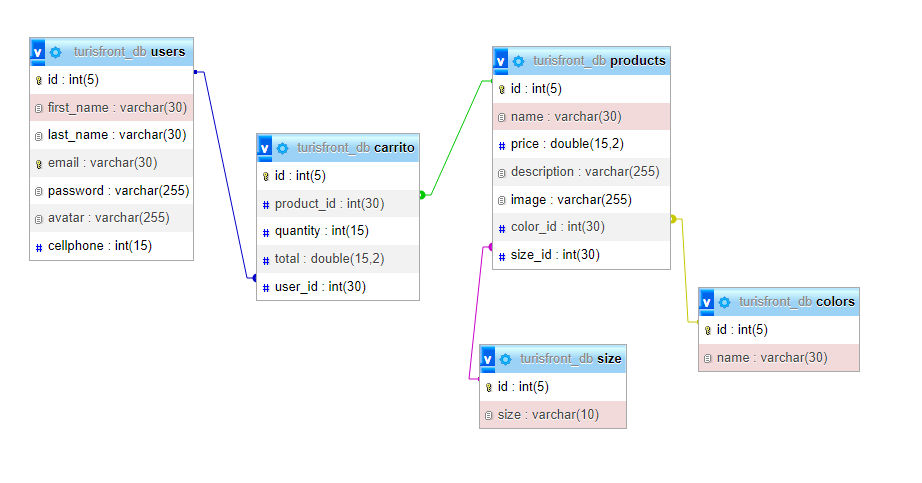 v turisfront_db users
id : int(5)
first_name : varchar(30)
last_name : varchar(30)
email : varchar(30)
password : varchar(255)
avatar : varchar(255)
# cellphone : int(15)
v turisfront_db carrito
id : int(5)
# product_id : int(30)
# quantity : int(15)
# total : double(15,2)
# user_id : int(30)
v turisfront_db products
id : int(5)
name : varchar(30)
# price : double(15,2)
description : varchar(255)
image : varchar(255)
# color_id : int(30)
# size_id : int(30)
v turisfront_db size
id : int(5)
size : varchar(10)
v turisfront_db colors
id : int(5)
name : varchar(30)